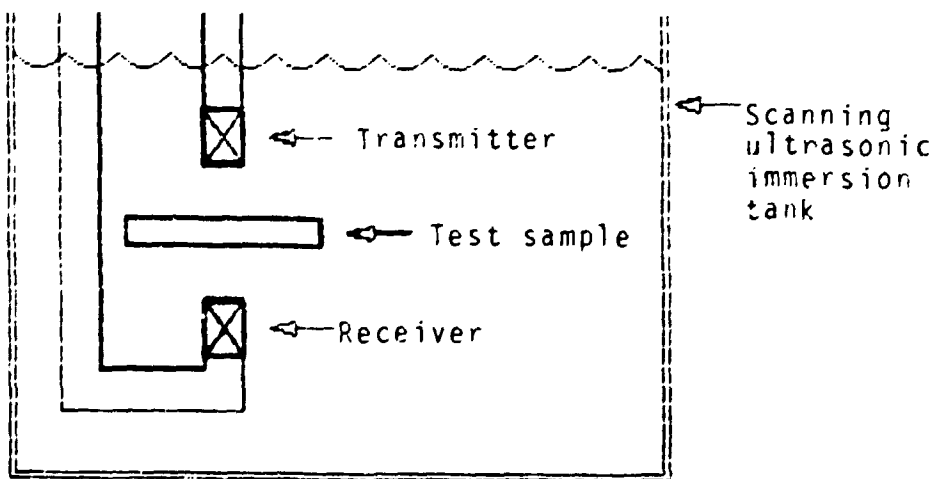 Transmitter
Scanning
ultrasonic
immersion
tank
Test sample
Receiver